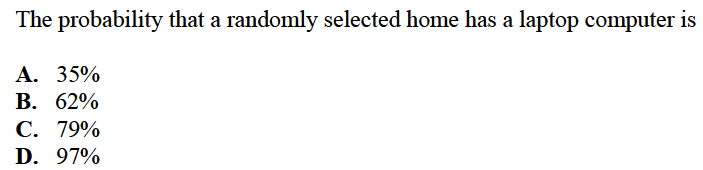 The probability that a randomly selected home has a laptop computer is
A. 35%
B. 62%
C. 79%
D. 97%